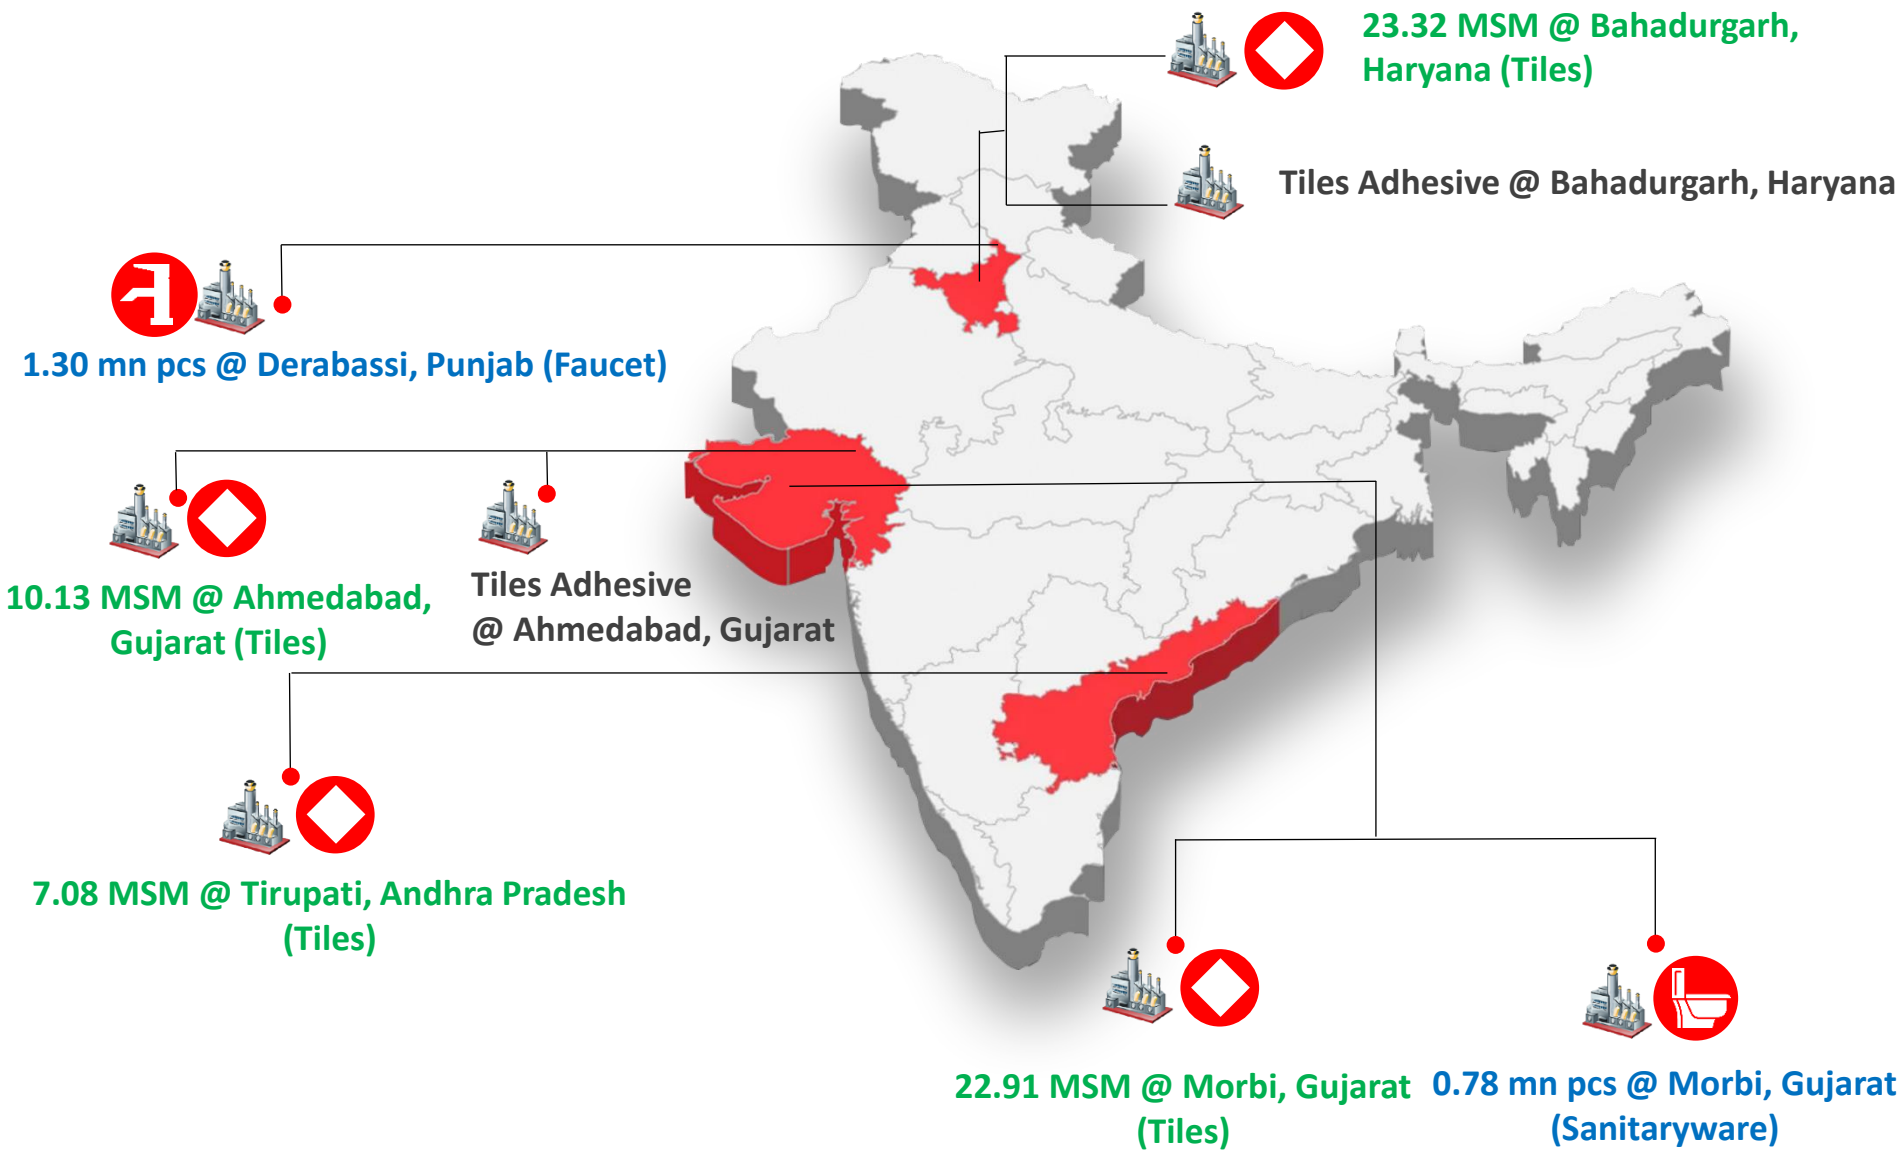 23.32 MSM @ Bahadurgarh,
Haryana (Tiles)
Tiles Adhesive @ Bahadurgarh, Haryana
1.30 mn pcs @ Derabassi, Punjab (Faucet)
10.13 MSM @ Ahmedabad,
Gujarat (Tiles)
Tiles Adhesive
@ Ahmedabad, Gujarat
7.08 MSM @ Tirupati, Andhra Pradesh
(Tiles)
22.91 MSM @ Morbi, Gujarat
(Tiles)
0.78 mn pcs @ Morbi, Gujarat
(Sanitaryware)